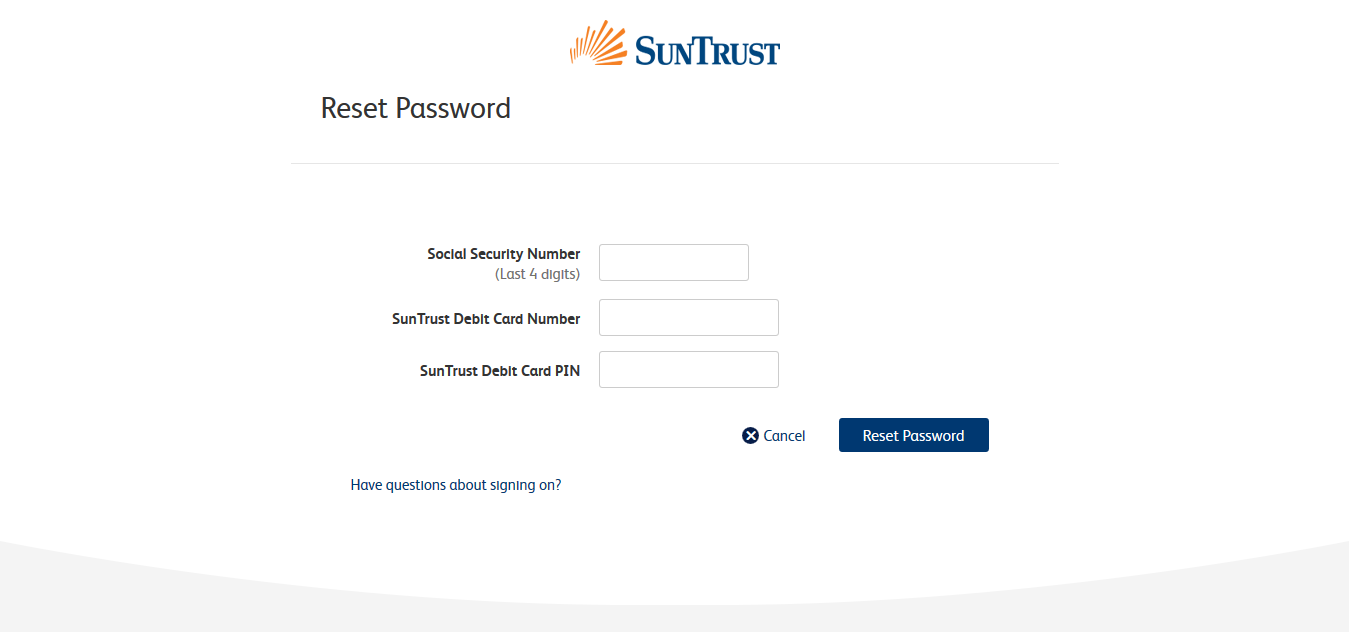 SUNTRUST
Reset Password
Social Security Number
(Last 4 digits)
SunTrust Debit Card Number
SunTrust Debit Card PIN
Cancel
Reset Password
Have questions about signing on?